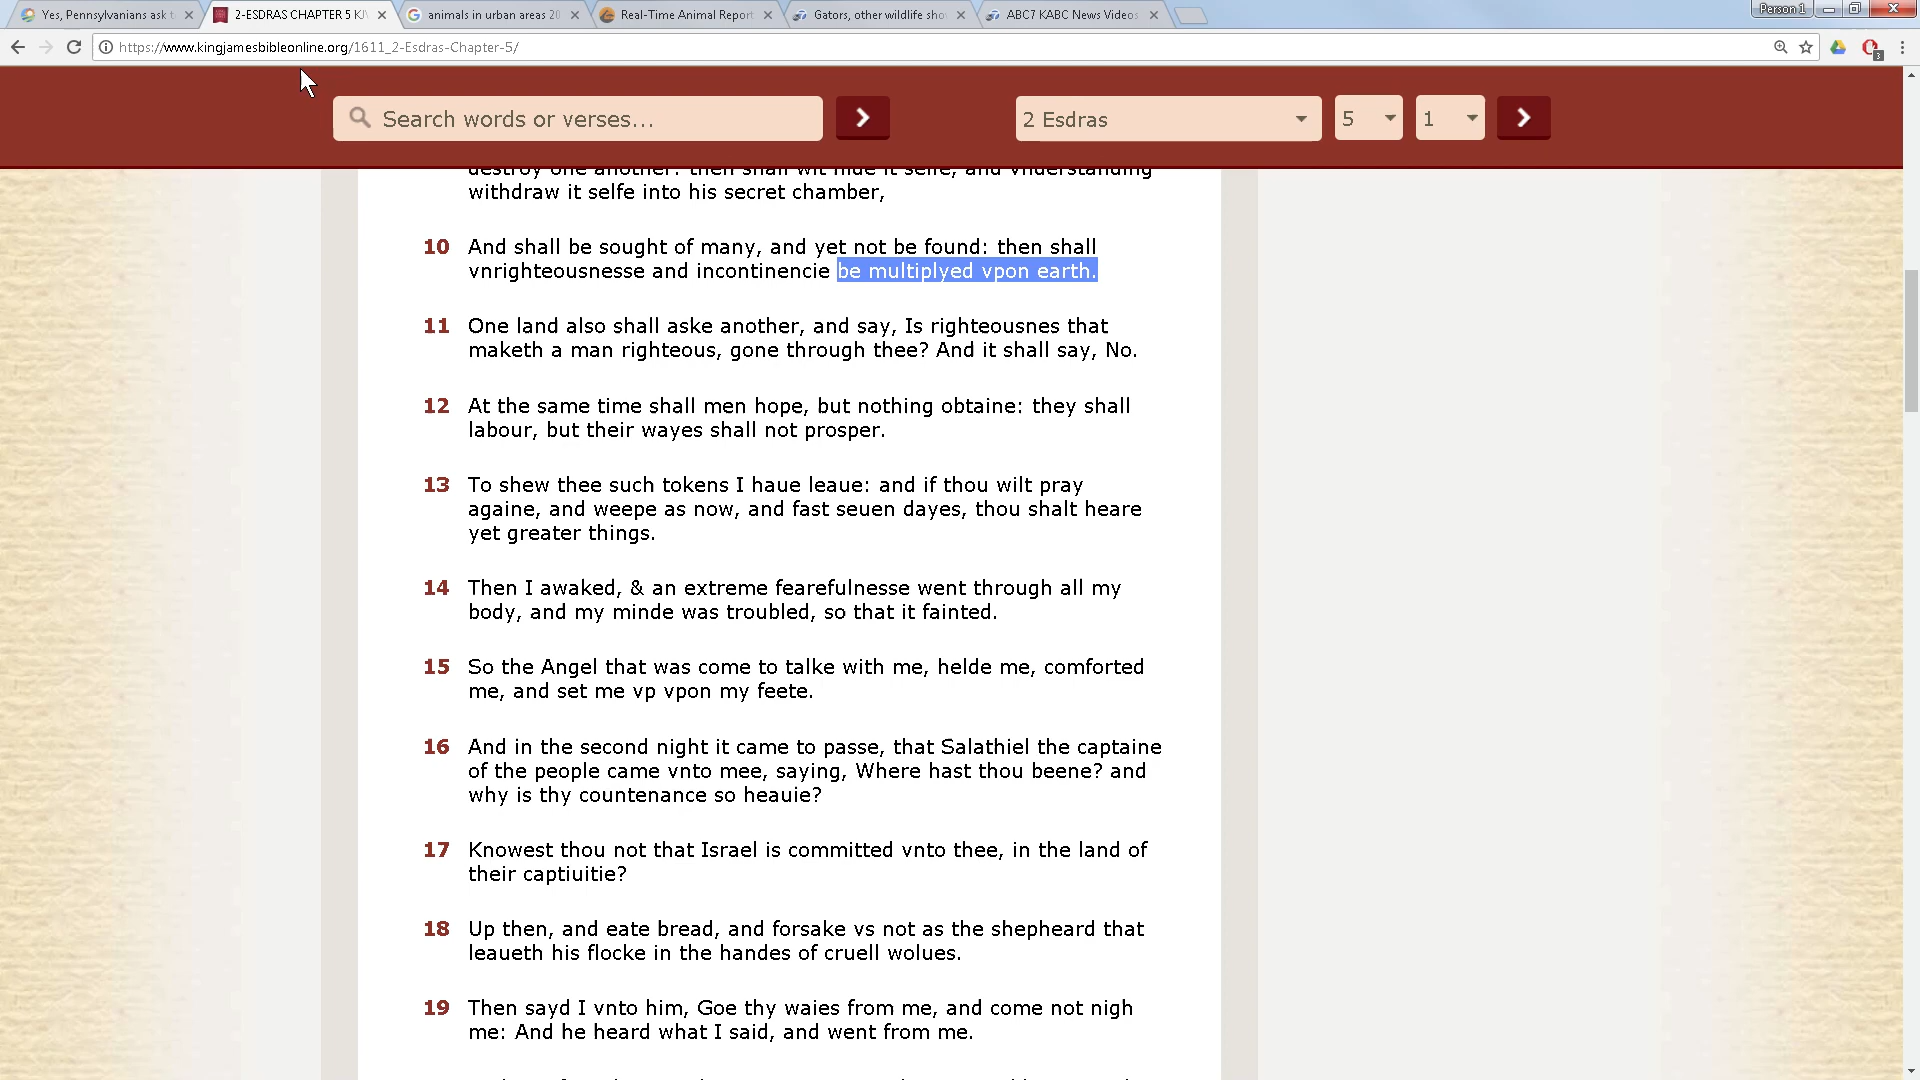 Person 1
Yes, Pennsylvanians ask t
2-ESDRAS CHAPTER 5 KJ
animals in urban areas 20
Real-Time Animal Report
Gators, other wildlife sho
ABC7 KABC News Videos
https://www.kingjamesbibleonline.org/1611_2-Esdras-Chapter-5/
3
Search words or verses...
2 Esdras
5
1
destroy one another: then shall wit hide it selfe, and vnderstanding
withdraw it selfe into his secret chamber,
10 And shall be sought of many, and yet not be found: then shall
vnrighteousnesse and incontinencie be multiplyed vpon earth.
11 One land also shall aske another, and say, Is righteousnes that
maketh a man righteous, gone through thee? And it shall say, No.
12 At the same time shall men hope, but nothing obtaine: they shall
labour, but their wayes shall not prosper.
13 To shew thee such tokens I haue leaue: and if thou wilt pray
againe, and weepe as now, and fast seuen dayes, thou shalt heare
yet greater things.
14 Then I awaked, & an extreme fearefulnesse went through all my
body, and my minde was troubled, so that it fainted.
15 So the Angel that was come to talke with me, helde me, comforted
me, and set me vp vpon my feete.
16 And in the second night it came to passe, that Salathiel the captaine
of the people came vnto mee, saying, Where hast thou beene? and
why is thy countenance so heauie?
17 Knowest thou not that Israel is committed vnto thee, in the land of
their captiuitie?
18 Up then, and eate bread, and forsake vs not as the shepheard that
leaueth his flocke in the handes of cruell wolues.
19 Then sayd I vnto him, Goe thy waies from me, and come not nigh
me: And he heard what I said, and went from me.